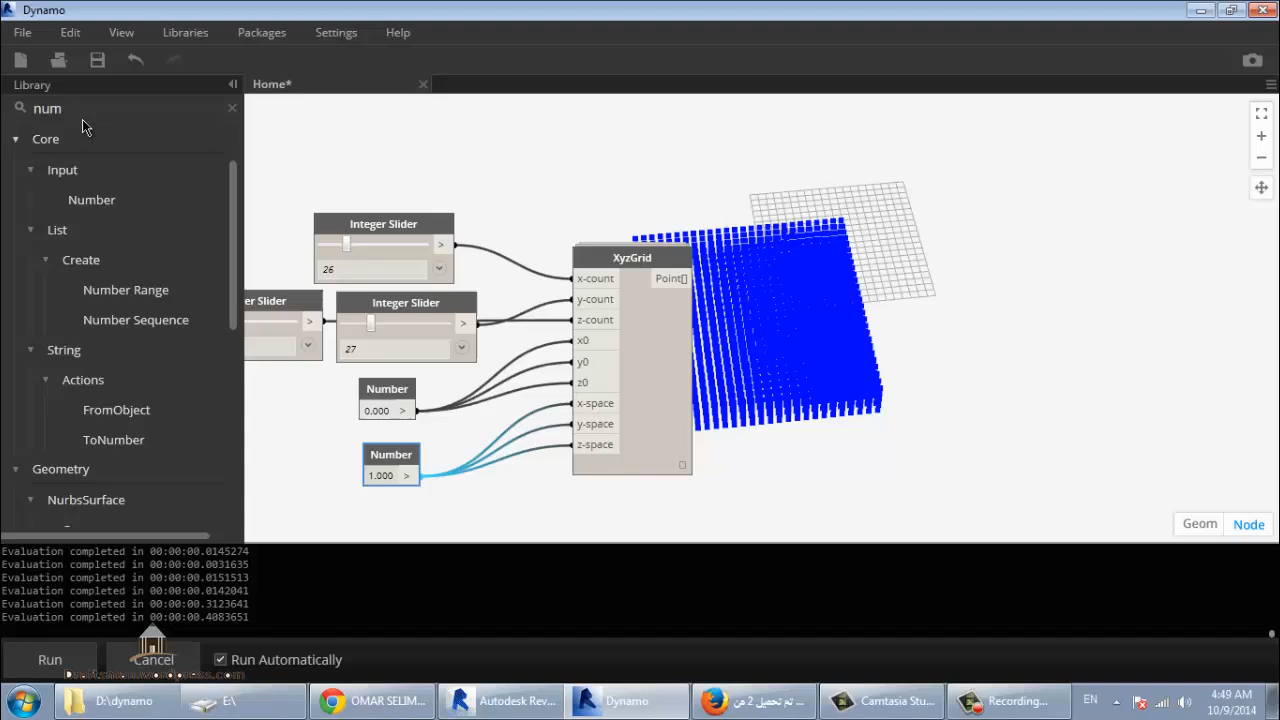 Dynamo
File Edit View Libraries Packages Settings Help
Library
Home*
num
Core
Input
Number
List
Create
Number Range
Number Sequence
String
Actions
FromObject
ToNumber
Geometry
NurbsSurface
Integer Slider
26
er Slider
Integer Slider
27
Number
0.000 >
Number
1.000 >
XyzGrid
x-count Point[]
y-count
z-count
x0
y0
z0
x-space
y-space
z-space
Geom Node
Evaluation completed in 00:00:00.0145274
Evaluation completed in 00:00:00.0031635
Evaluation completed in 00:00:00.0151513
Evaluation completed in 00:00:00.0142041
Evaluation completed in 00:00:00.3123641
Evaluation completed in 00:00:00.4083651
Run Cancel Run Automatically
D:\dynamo E:\ OMAR SELIM... Autodesk Rev... Dynamo تم تحميل 2 من ... Camtasia Stu... Recording... EN 4:49 AM
10/9/2014